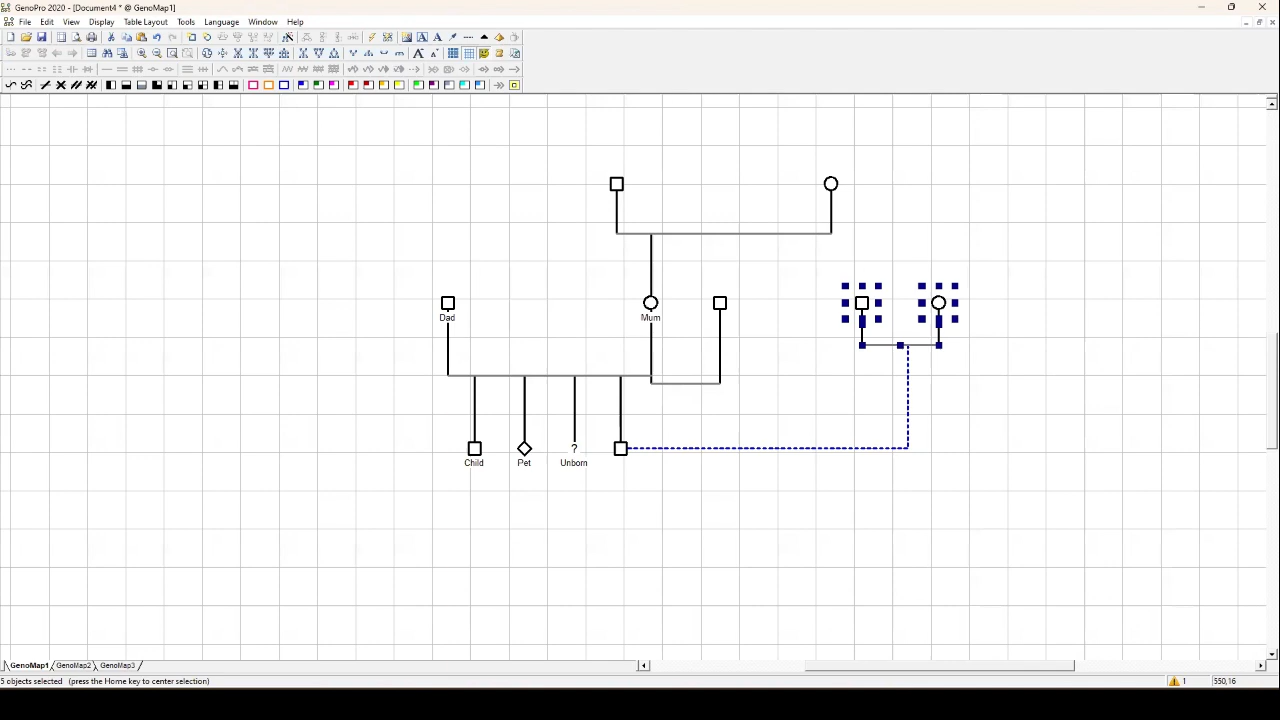 GenoPro 2020 - [Document4 * @ GenoMap1]
File Edit View Display Table Layout Tools Language Window Help
Dad Mum
Child Pet ? Unborn
GenoMap1 GenoMap2 GenoMap3
5 objects selected (press the Home key to center selection) 1 550,16